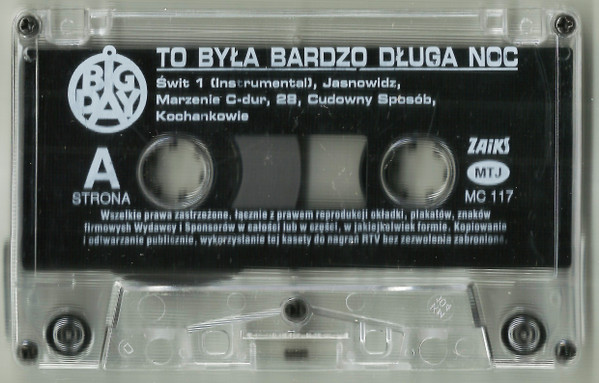 BIG DAY
TO BYŁA BARDZO DŁUGA NOC
Świt 1 (Instrumental), Jasnowidz,
Marzenie C-dur, 28, Cudowny Sposób,
Kochankowie
A
STRONA
ZAiKS
MTJ
MC 117
Wszelkie prawa zastrzeżone, łącznie z prawem reprodukcji okładki, plakatów, znaków
firmowych Wydawcy i Sponsorów w całości lub w części, w jakiejkolwiek formie. Kopiowanie
i odtwarzanie publicznie, wykorzystanie tej kasety do nagrań RTV bez zezwolenia zabronione.